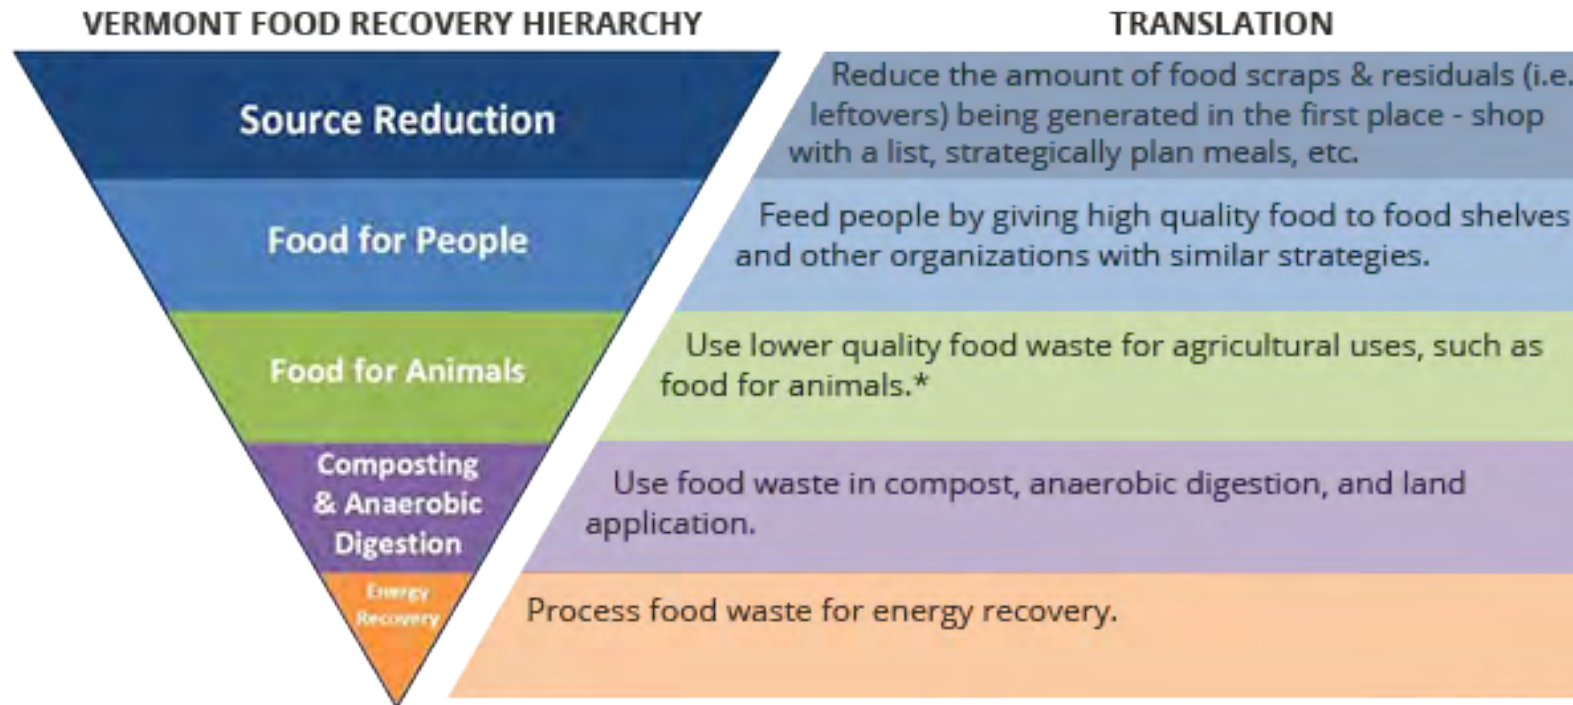 VERMONT FOOD RECOVERY HIERARCHY
TRANSLATION
Source Reduction
Reduce the amount of food scraps & residuals (i.e.
leftovers) being generated in the first place - shop
with a list, strategically plan meals, etc.
Food for People
Feed people by giving high quality food to food shelves
and other organizations with similar strategies.
Food for Animals
Use lower quality food waste for agricultural uses, such as
food for animals.*
Composting
& Anaerobic
Digestion
Use food waste in compost, anaerobic digestion, and land
application.
Energy
Recovery
Process food waste for energy recovery.